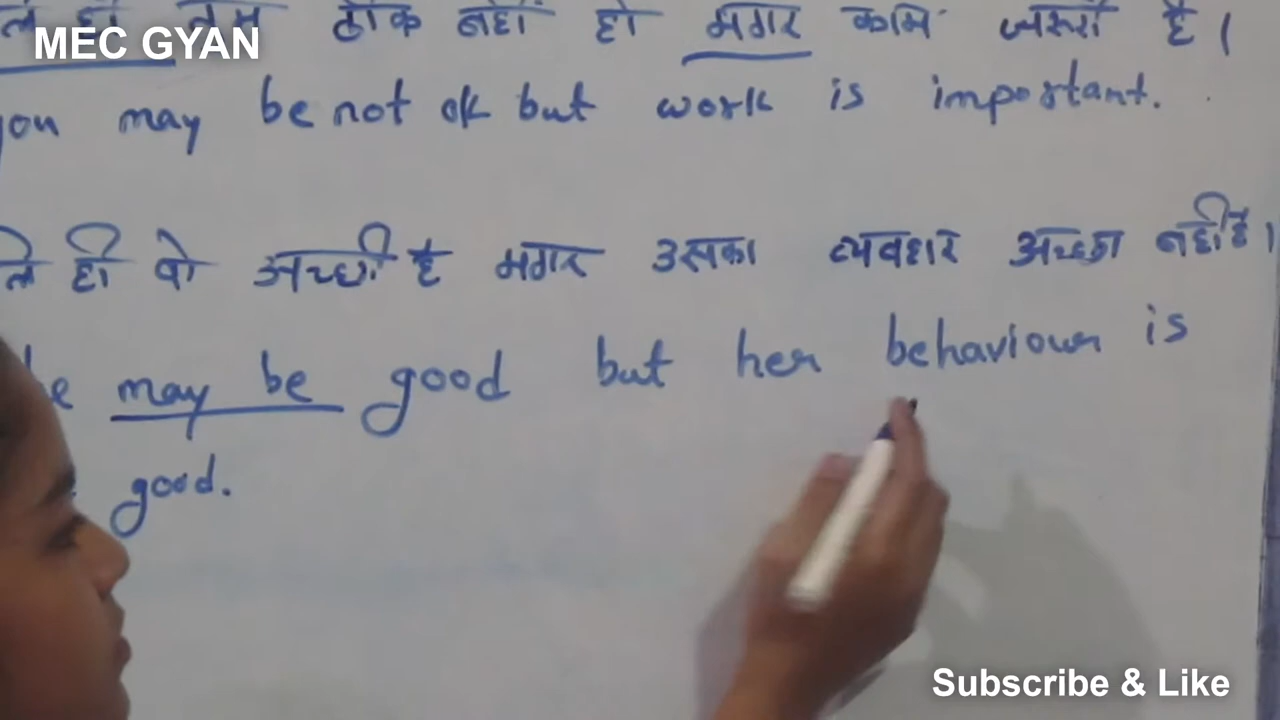 MEC GYAN
ठीक नहीं हो मगर काम जरूरी है।
you may be not ok but work is important.
ही वो अच्छी है मगर उसका व्यवहार अच्छा नहीं है।
may be good but her behaviour is
good.
Subscribe & Like